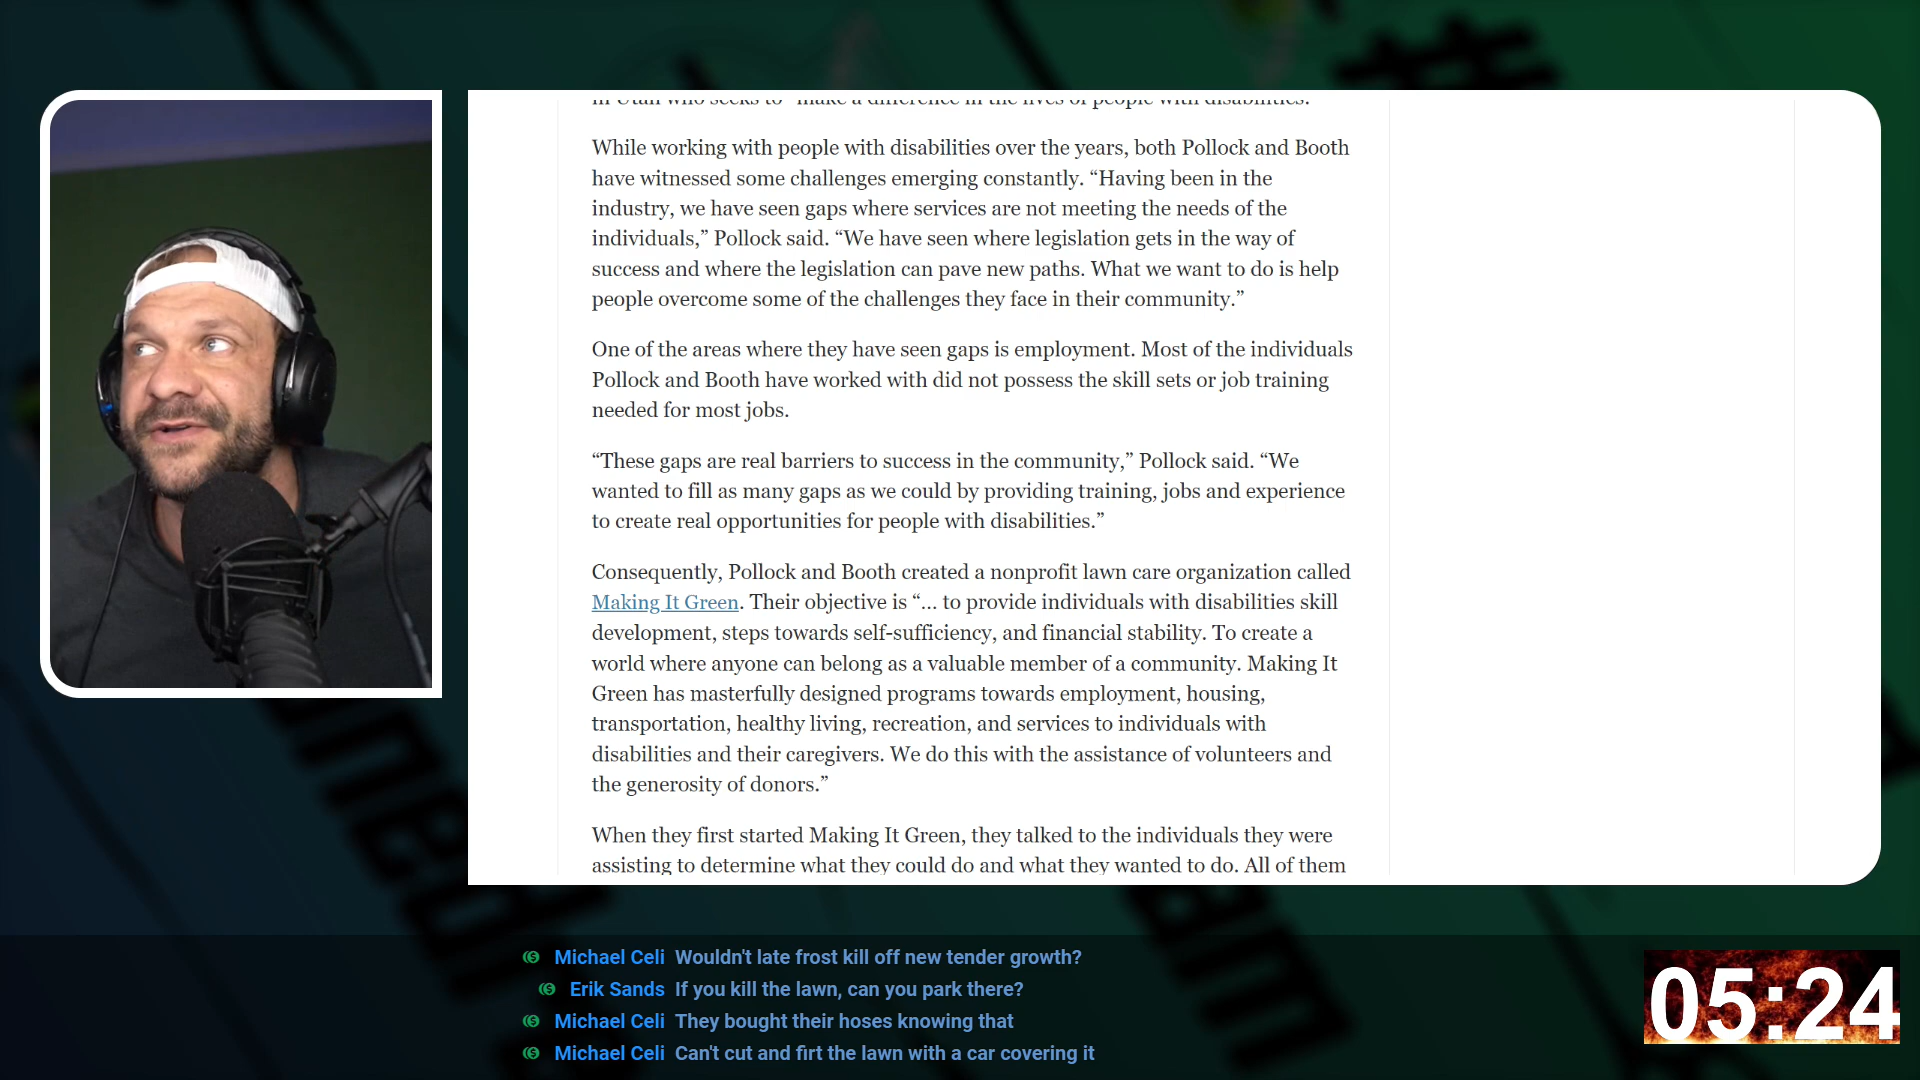 in Utah who seeks to “make a difference in the lives of people with disabilities.”
While working with people with disabilities over the years, both Pollock and Booth
have witnessed some challenges emerging constantly. “Having been in the
industry, we have seen gaps where services are not meeting the needs of the
individuals,” Pollock said. “We have seen where legislation gets in the way of
success and where the legislation can pave new paths. What we want to do is help
people overcome some of the challenges they face in their community.”
One of the areas where they have seen gaps is employment. Most of the individuals
Pollock and Booth have worked with did not possess the skill sets or job training
needed for most jobs.
“These gaps are real barriers to success in the community,” Pollock said. “We
wanted to fill as many gaps as we could by providing training, jobs and experience
to create real opportunities for people with disabilities.”
Consequently, Pollock and Booth created a nonprofit lawn care organization called
Making It Green. Their objective is “... to provide individuals with disabilities skill
development, steps towards self-sufficiency, and financial stability. To create a
world where anyone can belong as a valuable member of a community. Making It
Green has masterfully designed programs towards employment, housing,
transportation, healthy living, recreation, and services to individuals with
disabilities and their caregivers. We do this with the assistance of volunteers and
the generosity of donors.”
When they first started Making It Green, they talked to the individuals they were
assisting to determine what they could do and what they wanted to do. All of them
Michael Celi Wouldn't late frost kill off new tender growth?
Erik Sands If you kill the lawn, can you park there?
Michael Celi They bought their hoses knowing that
Michael Celi Can't cut and firt the lawn with a car covering it
05:24